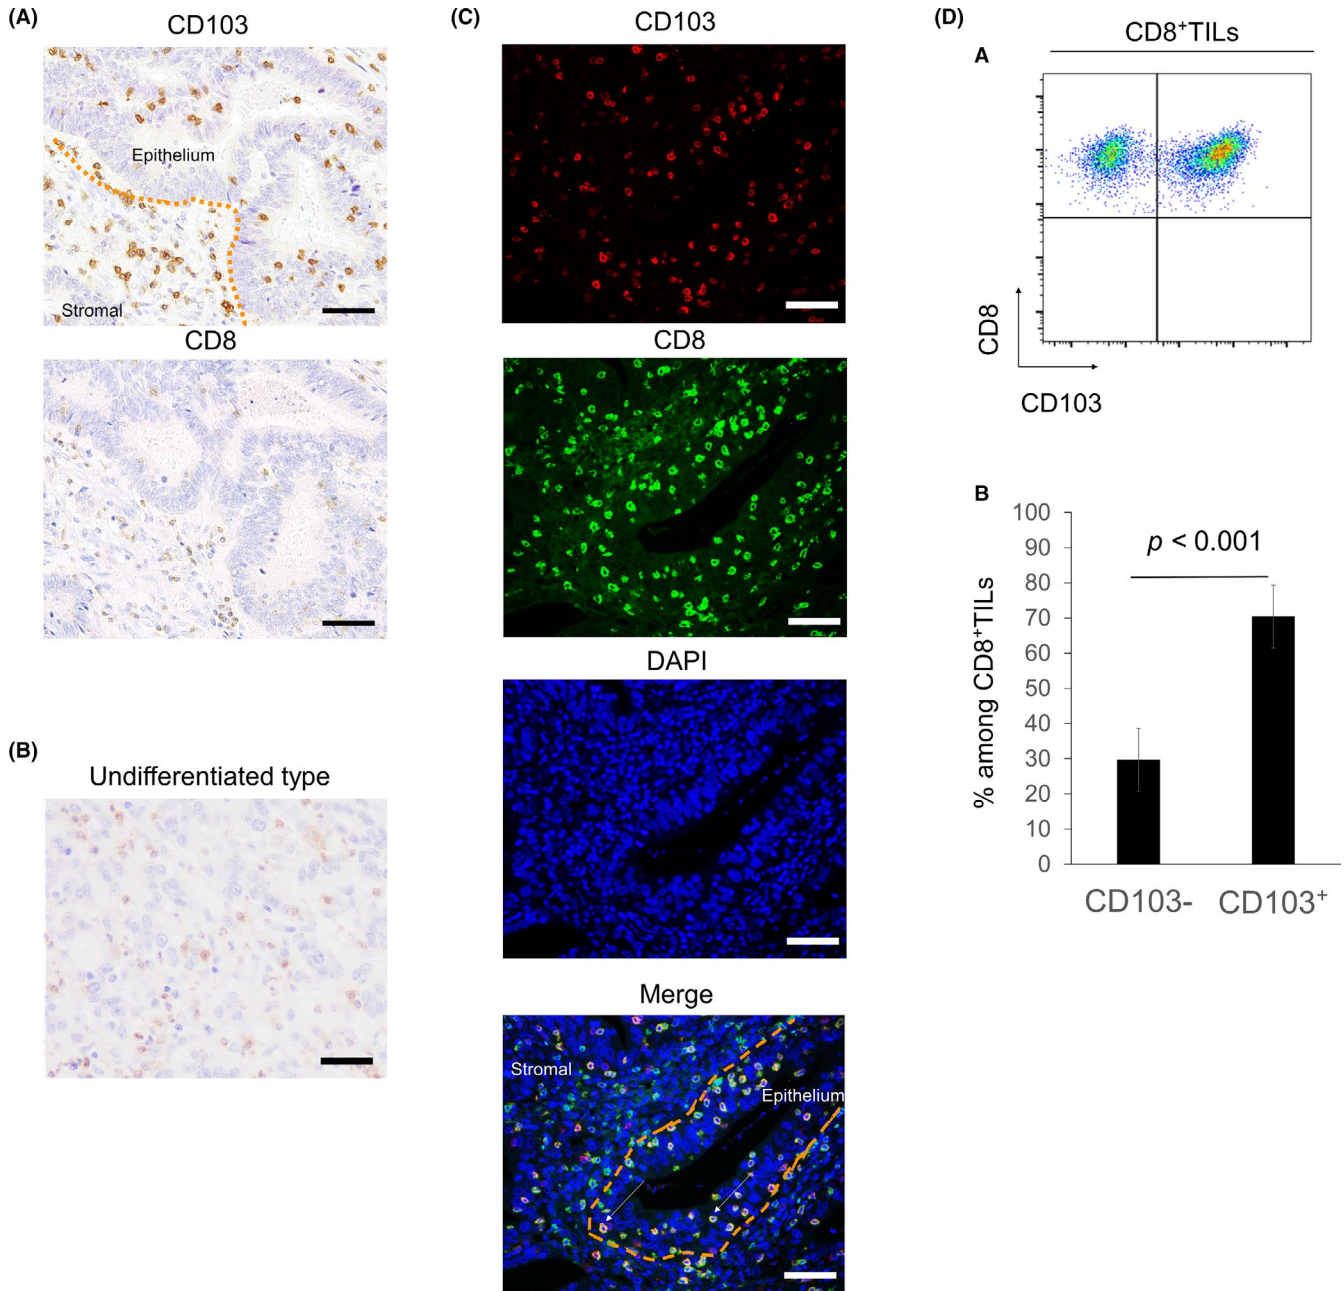 (A)
CD103
Epithelium
Stromal
CD8
(B)
Undifferentiated type
(C)
CD103
CD8
DAPI
Merge
Stromal
Epithelium
(D)
A
CD8⁺TILs
CD8
CD103
B
100
90
80
70
60
50
40
30
20
10
0
% among CD8⁺TILs
p < 0.001
CD103- CD103⁺